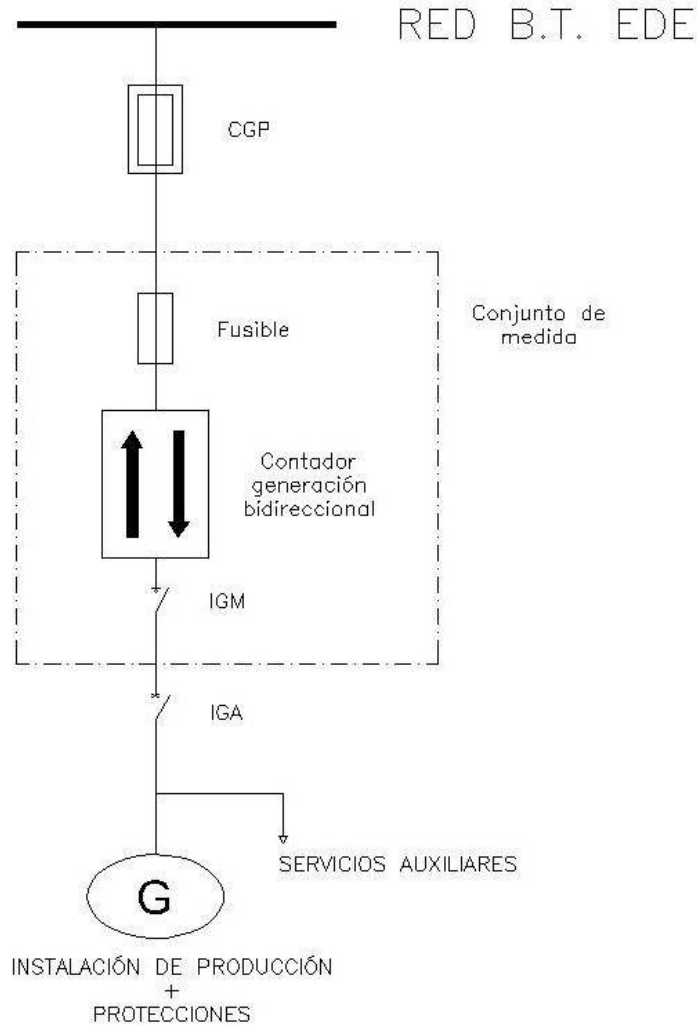 RED B.T. EDE
CGP
Fusible
Conjunto de
medida
Contador
generación
bidireccional
IGM
IGA
SERVICIOS AUXILIARES
G
INSTALACIÓN DE PRODUCCIÓN
+
PROTECCIONES